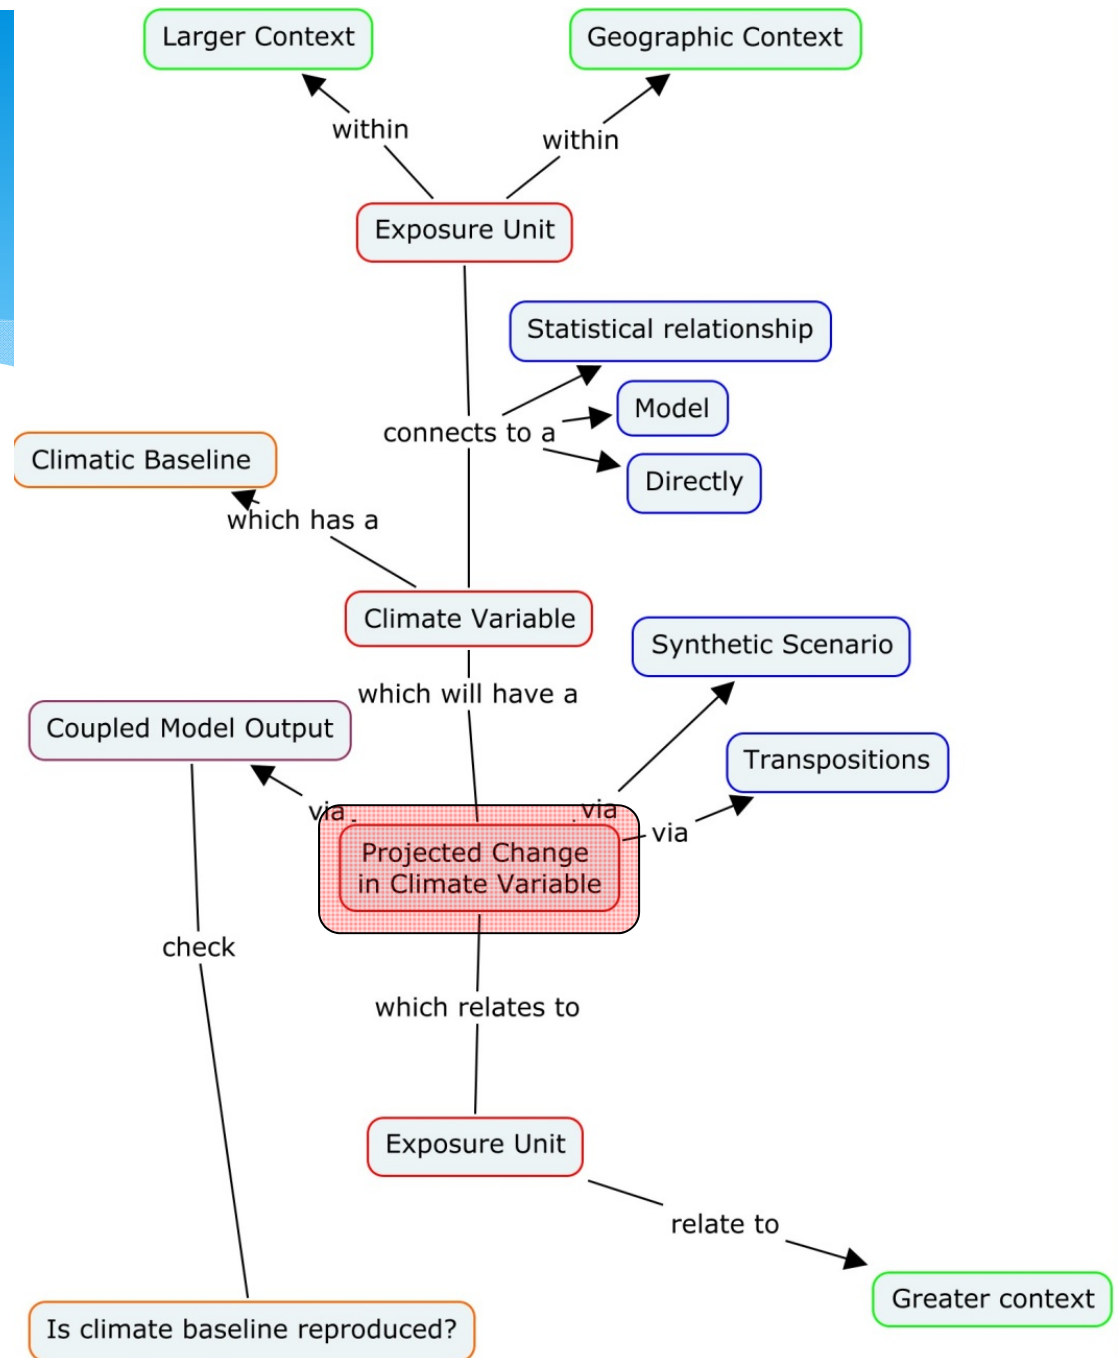 Larger Context
Geographic Context
within
within
Exposure Unit
Statistical relationship
Model
connects to a
Directly
Climatic Baseline
which has a
Climate Variable
Synthetic Scenario
which will have a
Coupled Model Output
Transpositions
via
via
via
Projected Change
in Climate Variable
check
which relates to
Exposure Unit
relate to
Greater context
Is climate baseline reproduced?